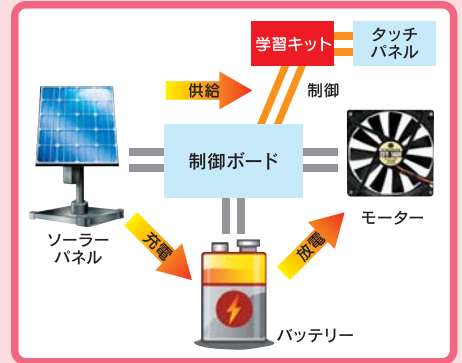 学習キット
タッチ
パネル
供給
制御
制御ボード
ソーラー
パネル
モーター
充電
放電
バッテリー